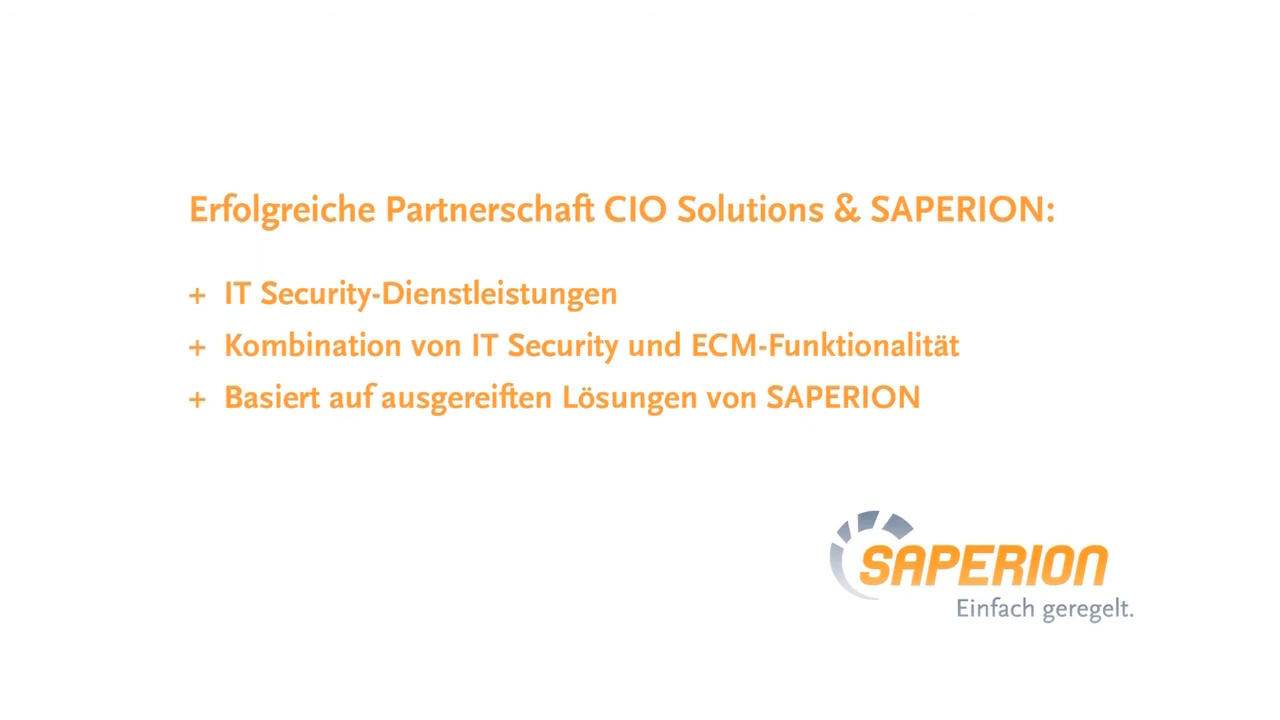 Erfolgreiche Partnerschaft CIO Solutions & SAPERION:
+ IT Security-Dienstleistungen
+ Kombination von IT Security und ECM-Funktionalität
+ Basiert auf ausgereiften Lösungen von SAPERION
SAPERION
Einfach geregelt.